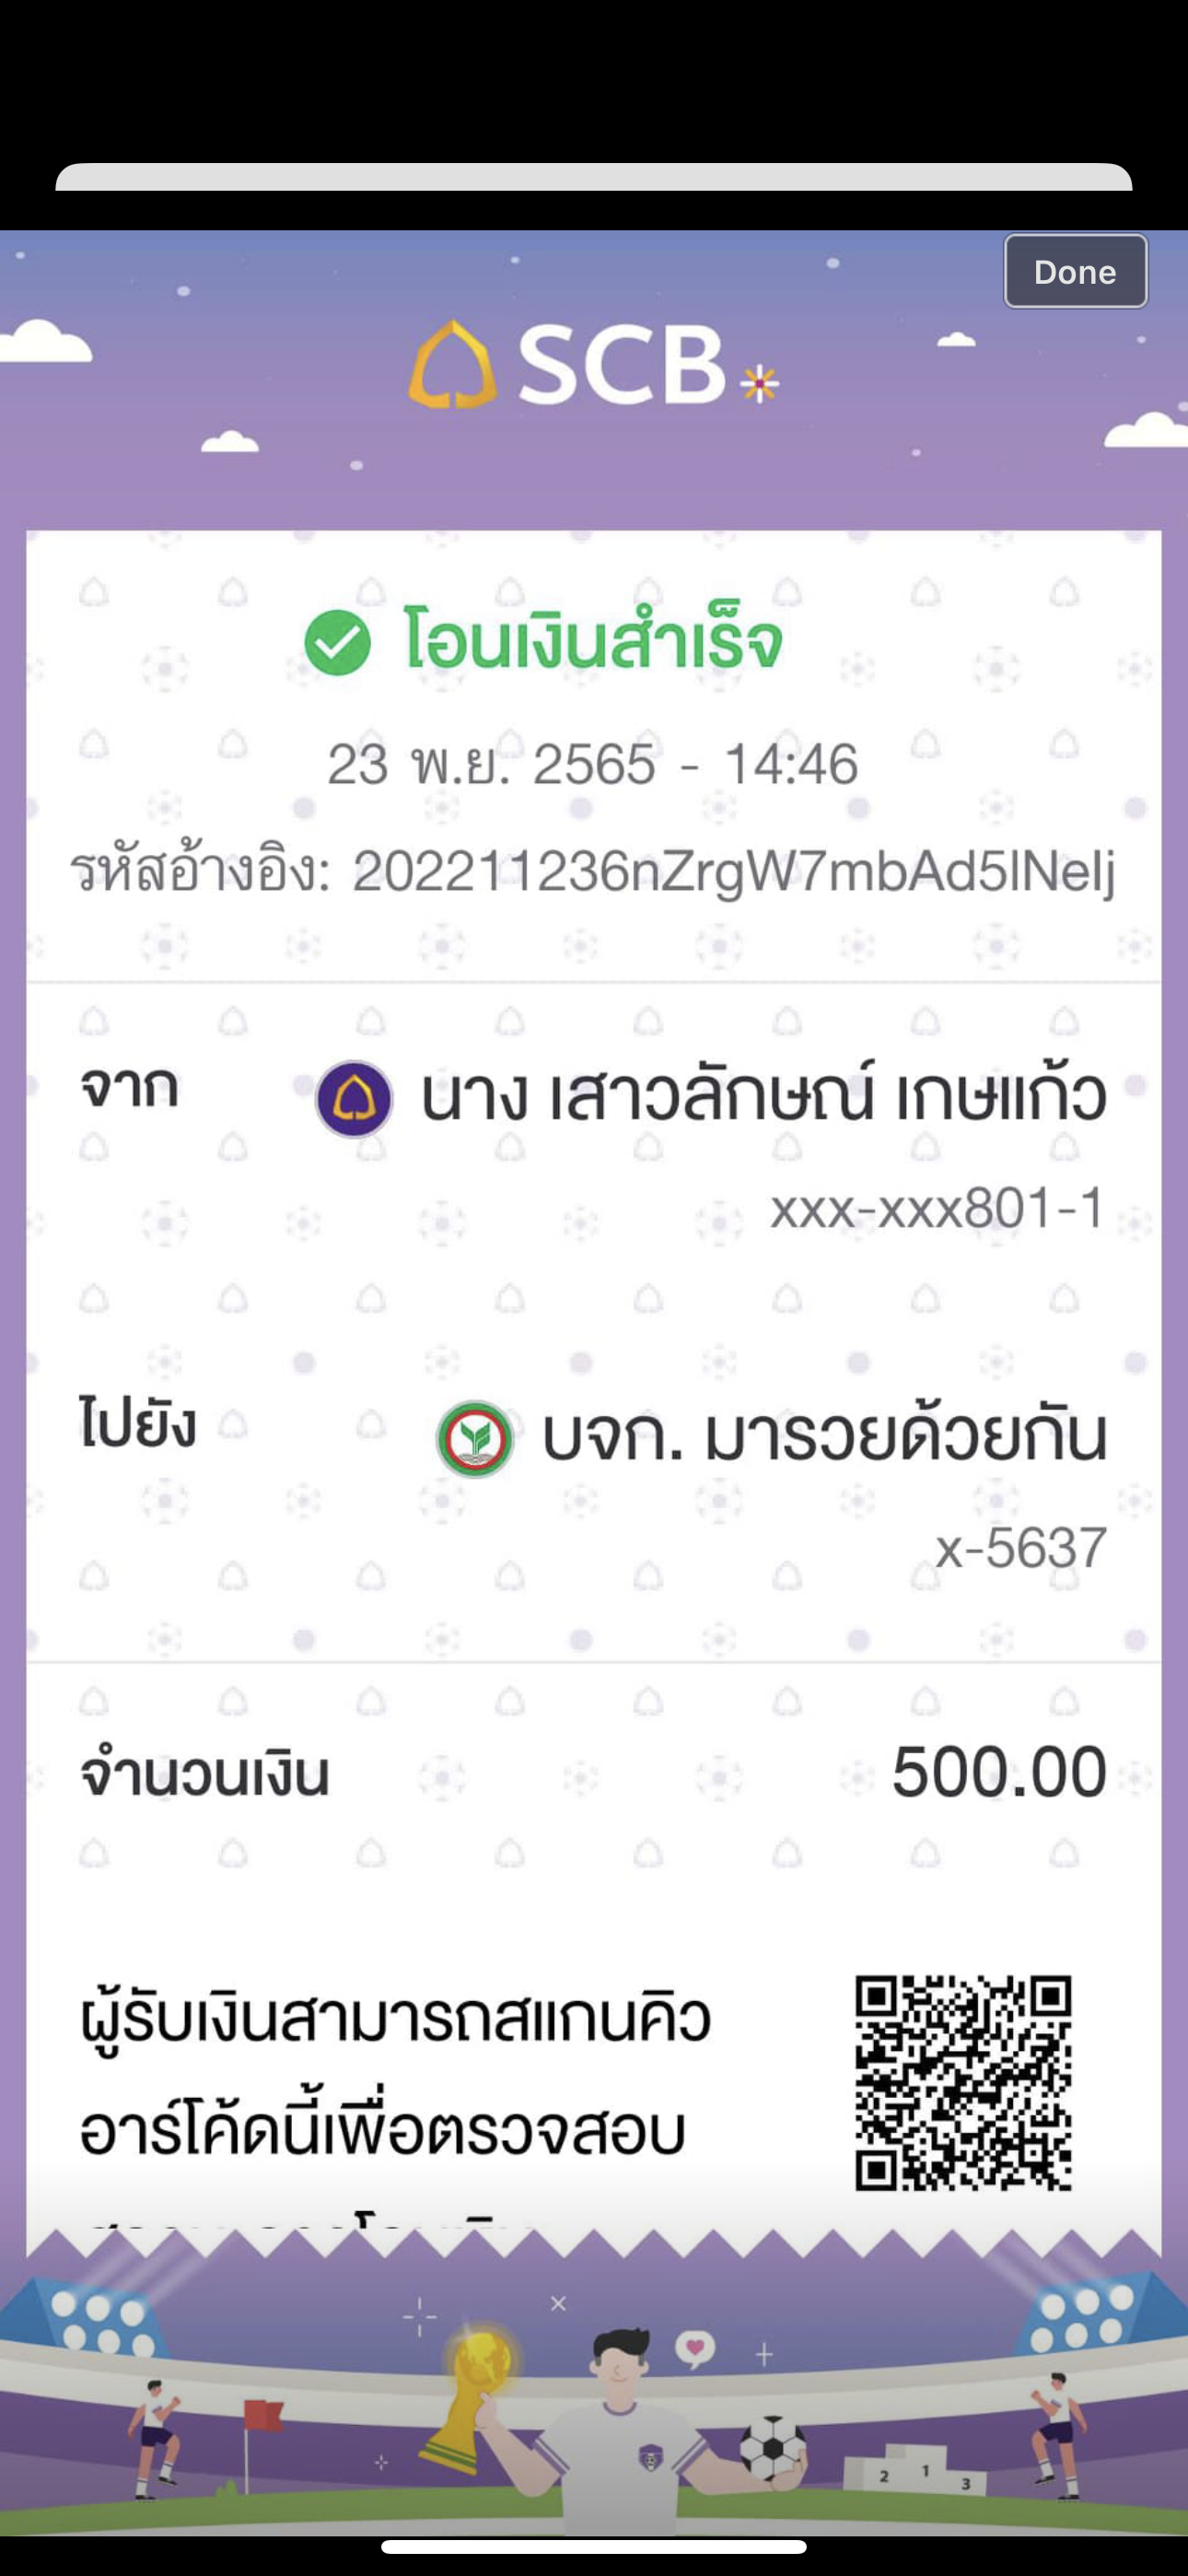 Done
SCB
โอนเงินสำเร็จ
23 พ.ย. 2565 - 14:46
รหัสอ้างอิง: 202211236nZrgW7mbAd5lNelj
จาก นาง เสาวลักษณ์ เกษแก้ว
xxx-xxx801-1
ไปยัง บจก. มารวยด้วยกัน
x-5637
จำนวนเงิน 500.00
ผู้รับเงินสามารถสแกนคิว
อาร์โค้ดนี้เพื่อตรวจสอบ
2 1 3